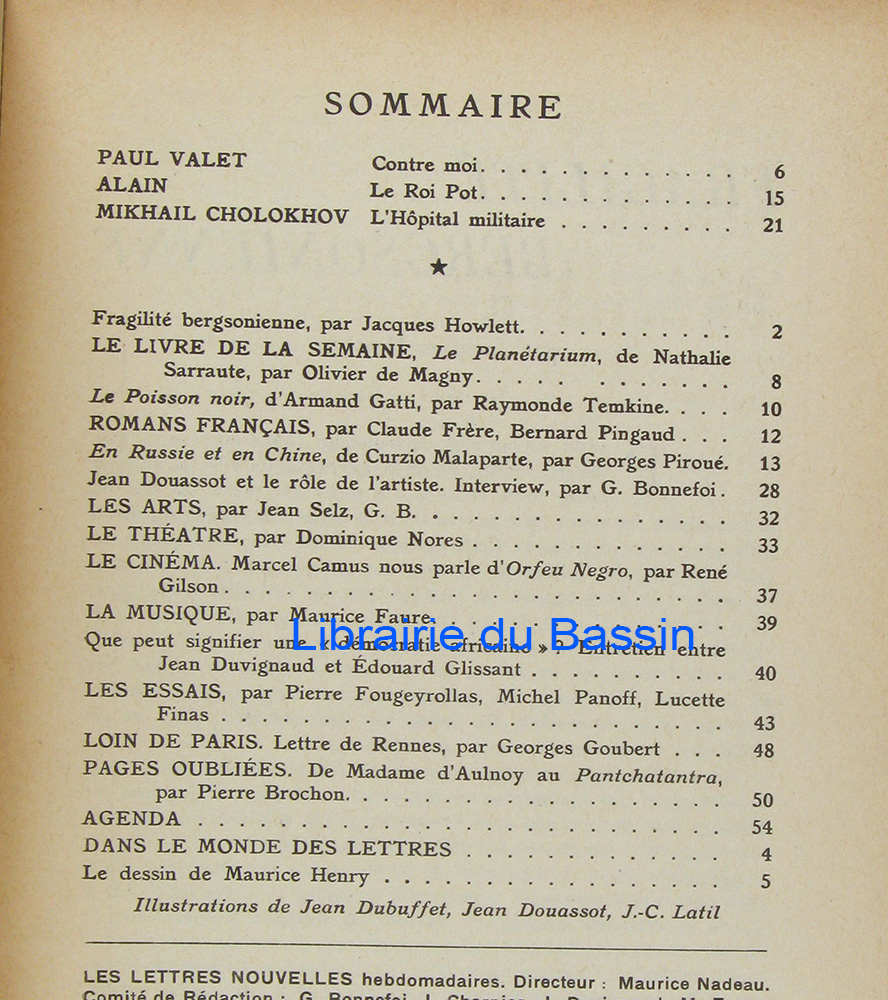 SOMMAIRE
PAUL VALET Contre moi. . . . . . . . . . . . . . 6
ALAIN Le Roi Pot. . . . . . . . . . . . . . 15
MIKHAIL CHOLOKHOV L'Hôpital militaire . . . . . . . . . 21
★
Fragilité bergsonienne, par Jacques Howlett. . . . . . . . . . . 2
LE LIVRE DE LA SEMAINE, Le Planétarium, de Nathalie
Sarraute, par Olivier de Magny. . . . . . . . . . . . 8
Le Poisson noir, d'Armand Gatti, par Raymonde Temkine. . . . 10
ROMANS FRANÇAIS, par Claude Frère, Bernard Pingaud . . . 12
En Russie et en Chine, de Curzio Malaparte, par Georges Piroué. 13
Jean Douassot et le rôle de l'artiste. Interview, par G. Bonnefoi . 28
LES ARTS, par Jean Selz, G. B. . . . . . . . . . . . . . . . 32
LE THÉATRE, par Dominique Nores . . . . . . . . . . . . . 33
LE CINÉMA. Marcel Camus nous parle d'Orfeu Negro, par René
Gilson . . . . . . . . . . . . . . . . . . . . . . . . 37
LA MUSIQUE, par Maurice Faure. . . . . . . . . . . . . . . 39
Que peut signifier une « démocratie africaine » ? Entretien entre
Jean Duvignaud et Édouard Glissant . . . . . . . . . . 40
LES ESSAIS, par Pierre Fougeyrollas, Michel Panoff, Lucette
Finas . . . . . . . . . . . . . . . . . . . . . . . . 43
LOIN DE PARIS. Lettre de Rennes, par Georges Goubert . . . 48
PAGES OUBLIÉES. De Madame d'Aulnoy au Pantchatantra,
par Pierre Brochon. . . . . . . . . . . . . . . . . . 50
AGENDA . . . . . . . . . . . . . . . . . . . . . . . . . 54
DANS LE MONDE DES LETTRES . . . . . . . . . . . . . 4
Le dessin de Maurice Henry . . . . . . . . . . . . . . . . . 5
Illustrations de Jean Dubuffet, Jean Douassot, J.-C. Latil
LES LETTRES NOUVELLES hebdomadaires. Directeur : Maurice Nadeau.
Comité de Rédaction : G. Bonnefoi,
Librairie du Bassin